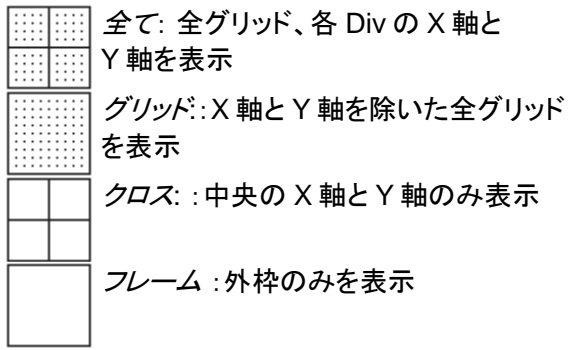 全て: 全グリッド、各 Div の X 軸と
Y 軸を表示
グリッド::X 軸と Y 軸を除いた全グリッド
を表示
クロス: :中央の X 軸と Y 軸のみ表示
フレーム :外枠のみを表示